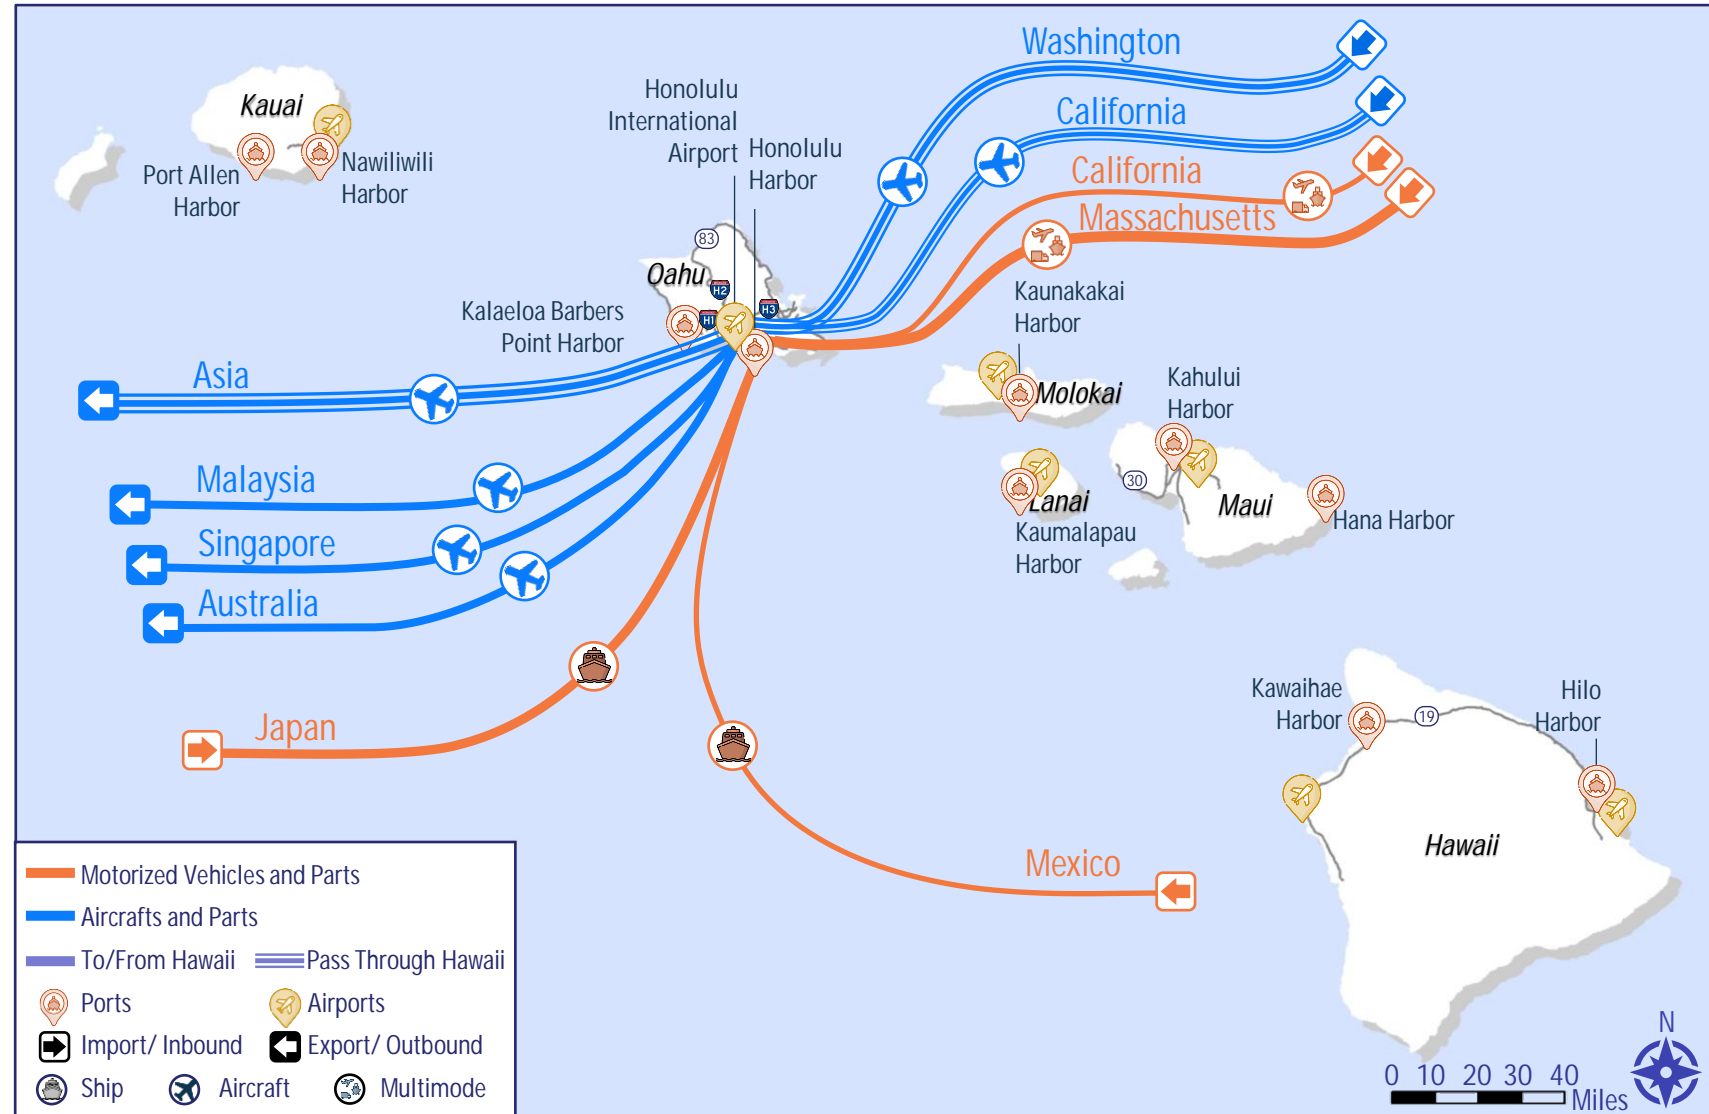 Washington
California
California
Massachusetts
Kauai
Port Allen
Harbor
Nawiliwili
Harbor
Honolulu
International
Airport
Honolulu
Harbor
83
Oahu
H2
H1
H3
Kalaeloa Barbers
Point Harbor
Kaunakakai
Harbor
Molokai
Kahului
Harbor
30
Lanai
Kaumalapau
Harbor
Maui
Hana Harbor
Asia
Malaysia
Singapore
Australia
Japan
Mexico
Kawaihae
Harbor
19
Hilo
Harbor
Hawaii
Motorized Vehicles and Parts
Aircrafts and Parts
To/From Hawaii
Pass Through Hawaii
Ports
Airports
Import/ Inbound
Export/ Outbound
Ship
Aircraft
Multimode
N
0 10 20 30 40
Miles